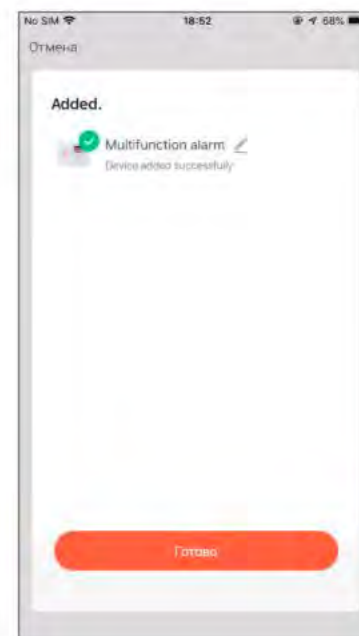 No SIM 18:52 68%
Отмена
Added.
Multifunction alarm
Device added successfully
Готово